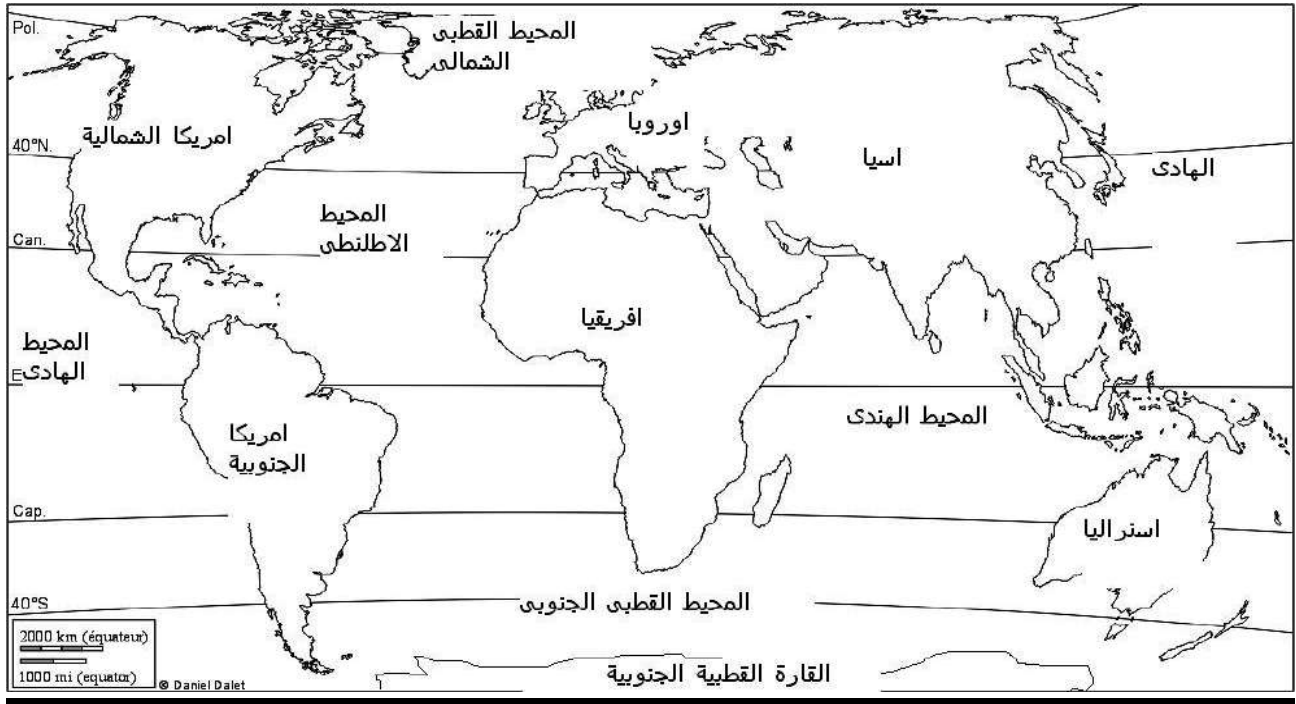 Pol.
المحيط القطبى
الشمالى
امريكا الشمالية
اوروبا
اسيا
40°N.
الهادى
المحيط
الاطلنطى
Can.
افريقيا
المحيط
الهادى
E
المحيط الهندى
امريكا
الجنوبية
Cap.
استراليا
40°S
المحيط القطبى الجنوبى
2000 km (équateur)
1000 mi (equator)
© Daniel Dalet
القارة القطبية الجنوبية